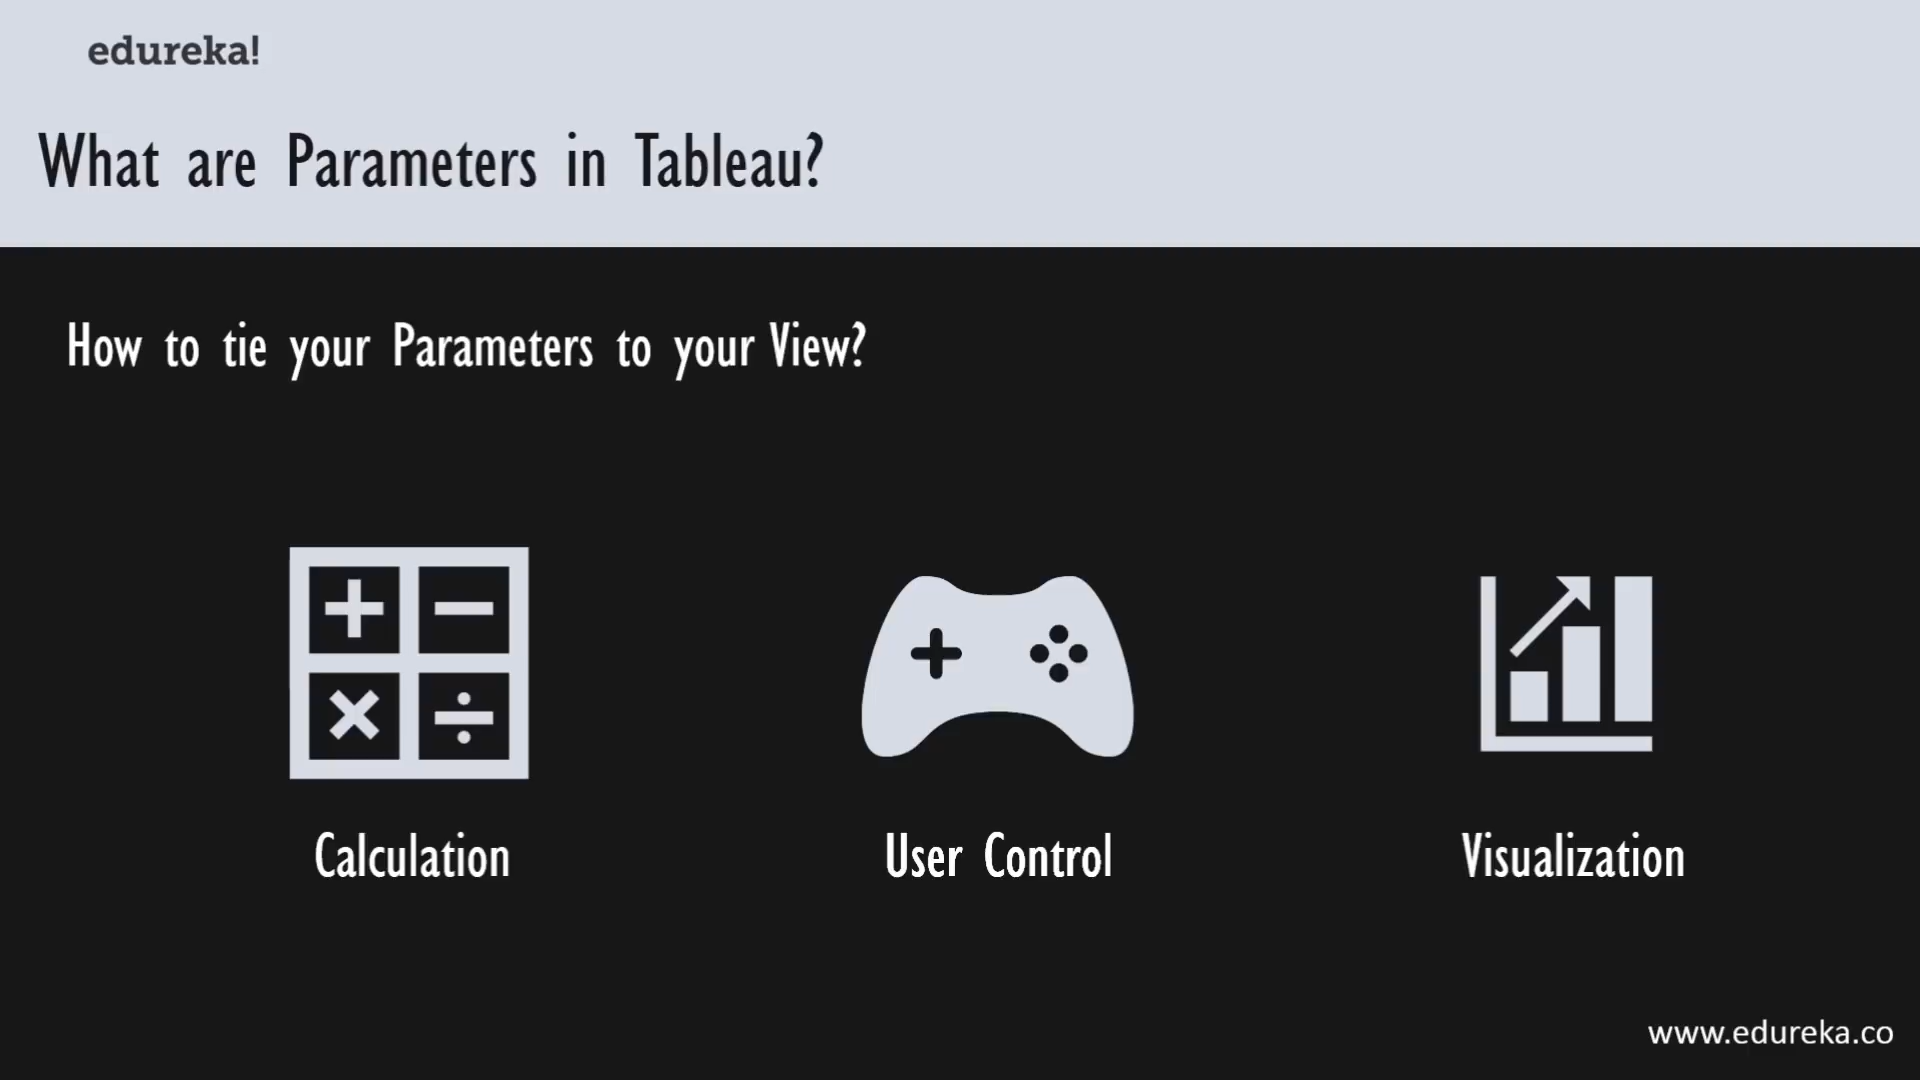 edureka!
What are Parameters in Tableau?
How to tie your Parameters to your View?
Calculation
User Control
Visualization
www.edureka.co